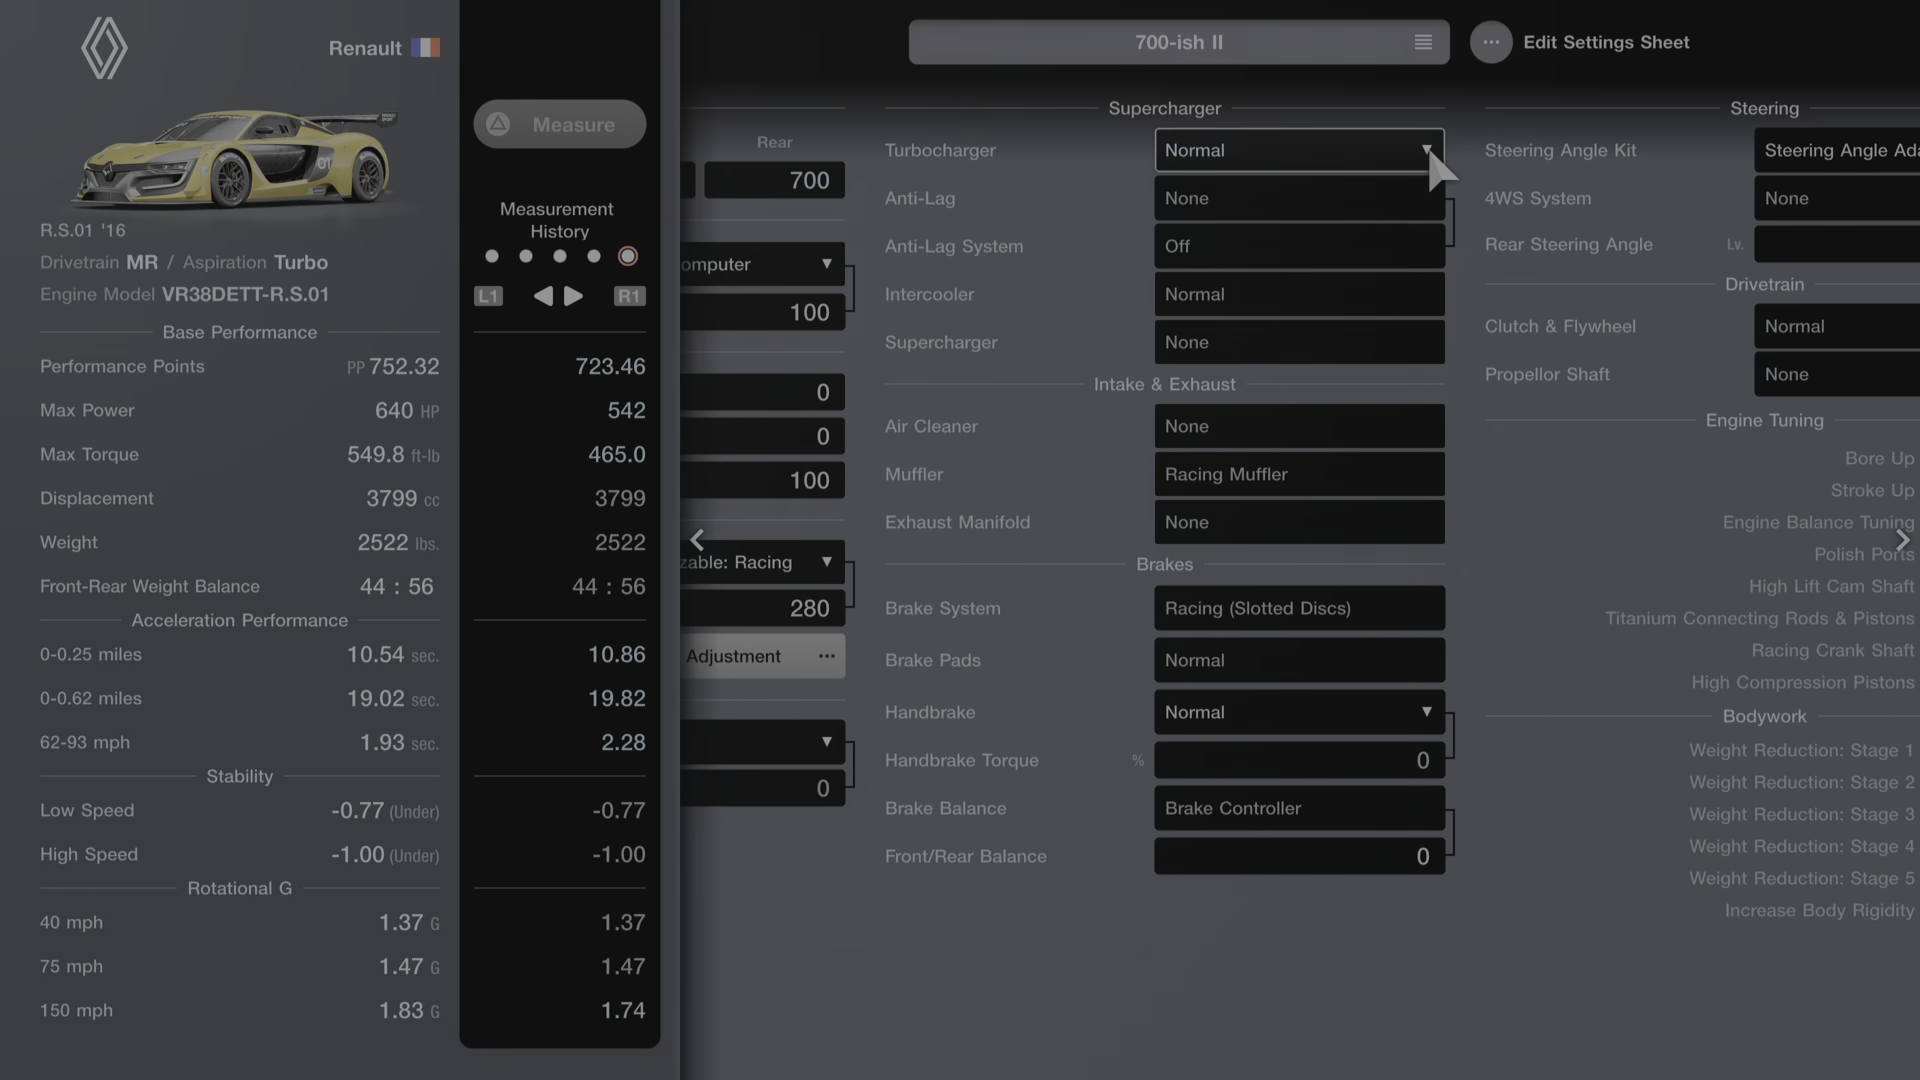 Renault
R.S.01 '16
Drivetrain MR / Aspiration Turbo
Engine Model VR38DETT-R.S.01
Base Performance
Performance Points PP 752.32
Max Power 640 HP
Max Torque 549.8 ft-lb
Displacement 3799 cc
Weight 2522 lbs.
Front-Rear Weight Balance 44 : 56
Acceleration Performance
0-0.25 miles 10.54 sec.
0-0.62 miles 19.02 sec.
62-93 mph 1.93 sec.
Stability
Low Speed -0.77 (Under)
High Speed -1.00 (Under)
Rotational G
40 mph 1.37 G
75 mph 1.47 G
150 mph 1.83 G
Measure
Measurement
History
L1 R1
723.46
542
465.0
3799
2522
44 : 56
10.86
19.82
2.28
-0.77
-1.00
1.37
1.47
1.74
700-ish II
Edit Settings Sheet
Rear
700
omputer
100
0
0
100
zable: Racing
280
Adjustment
0
Supercharger
Turbocharger Normal
Anti-Lag None
Anti-Lag System Off
Intercooler Normal
Supercharger None
Intake & Exhaust
Air Cleaner None
Muffler Racing Muffler
Exhaust Manifold None
Brakes
Brake System Racing (Slotted Discs)
Brake Pads Normal
Handbrake Normal
Handbrake Torque % 0
Brake Balance Brake Controller
Front/Rear Balance 0
Steering
Steering Angle Kit Steering Angle Ada
4WS System None
Rear Steering Angle Lv.
Drivetrain
Clutch & Flywheel Normal
Propellor Shaft None
Engine Tuning
Bore Up
Stroke Up
Engine Balance Tuning
Polish Ports
High Lift Cam Shaft
Titanium Connecting Rods & Pistons
Racing Crank Shaft
High Compression Pistons
Bodywork
Weight Reduction: Stage 1
Weight Reduction: Stage 2
Weight Reduction: Stage 3
Weight Reduction: Stage 4
Weight Reduction: Stage 5
Increase Body Rigidity